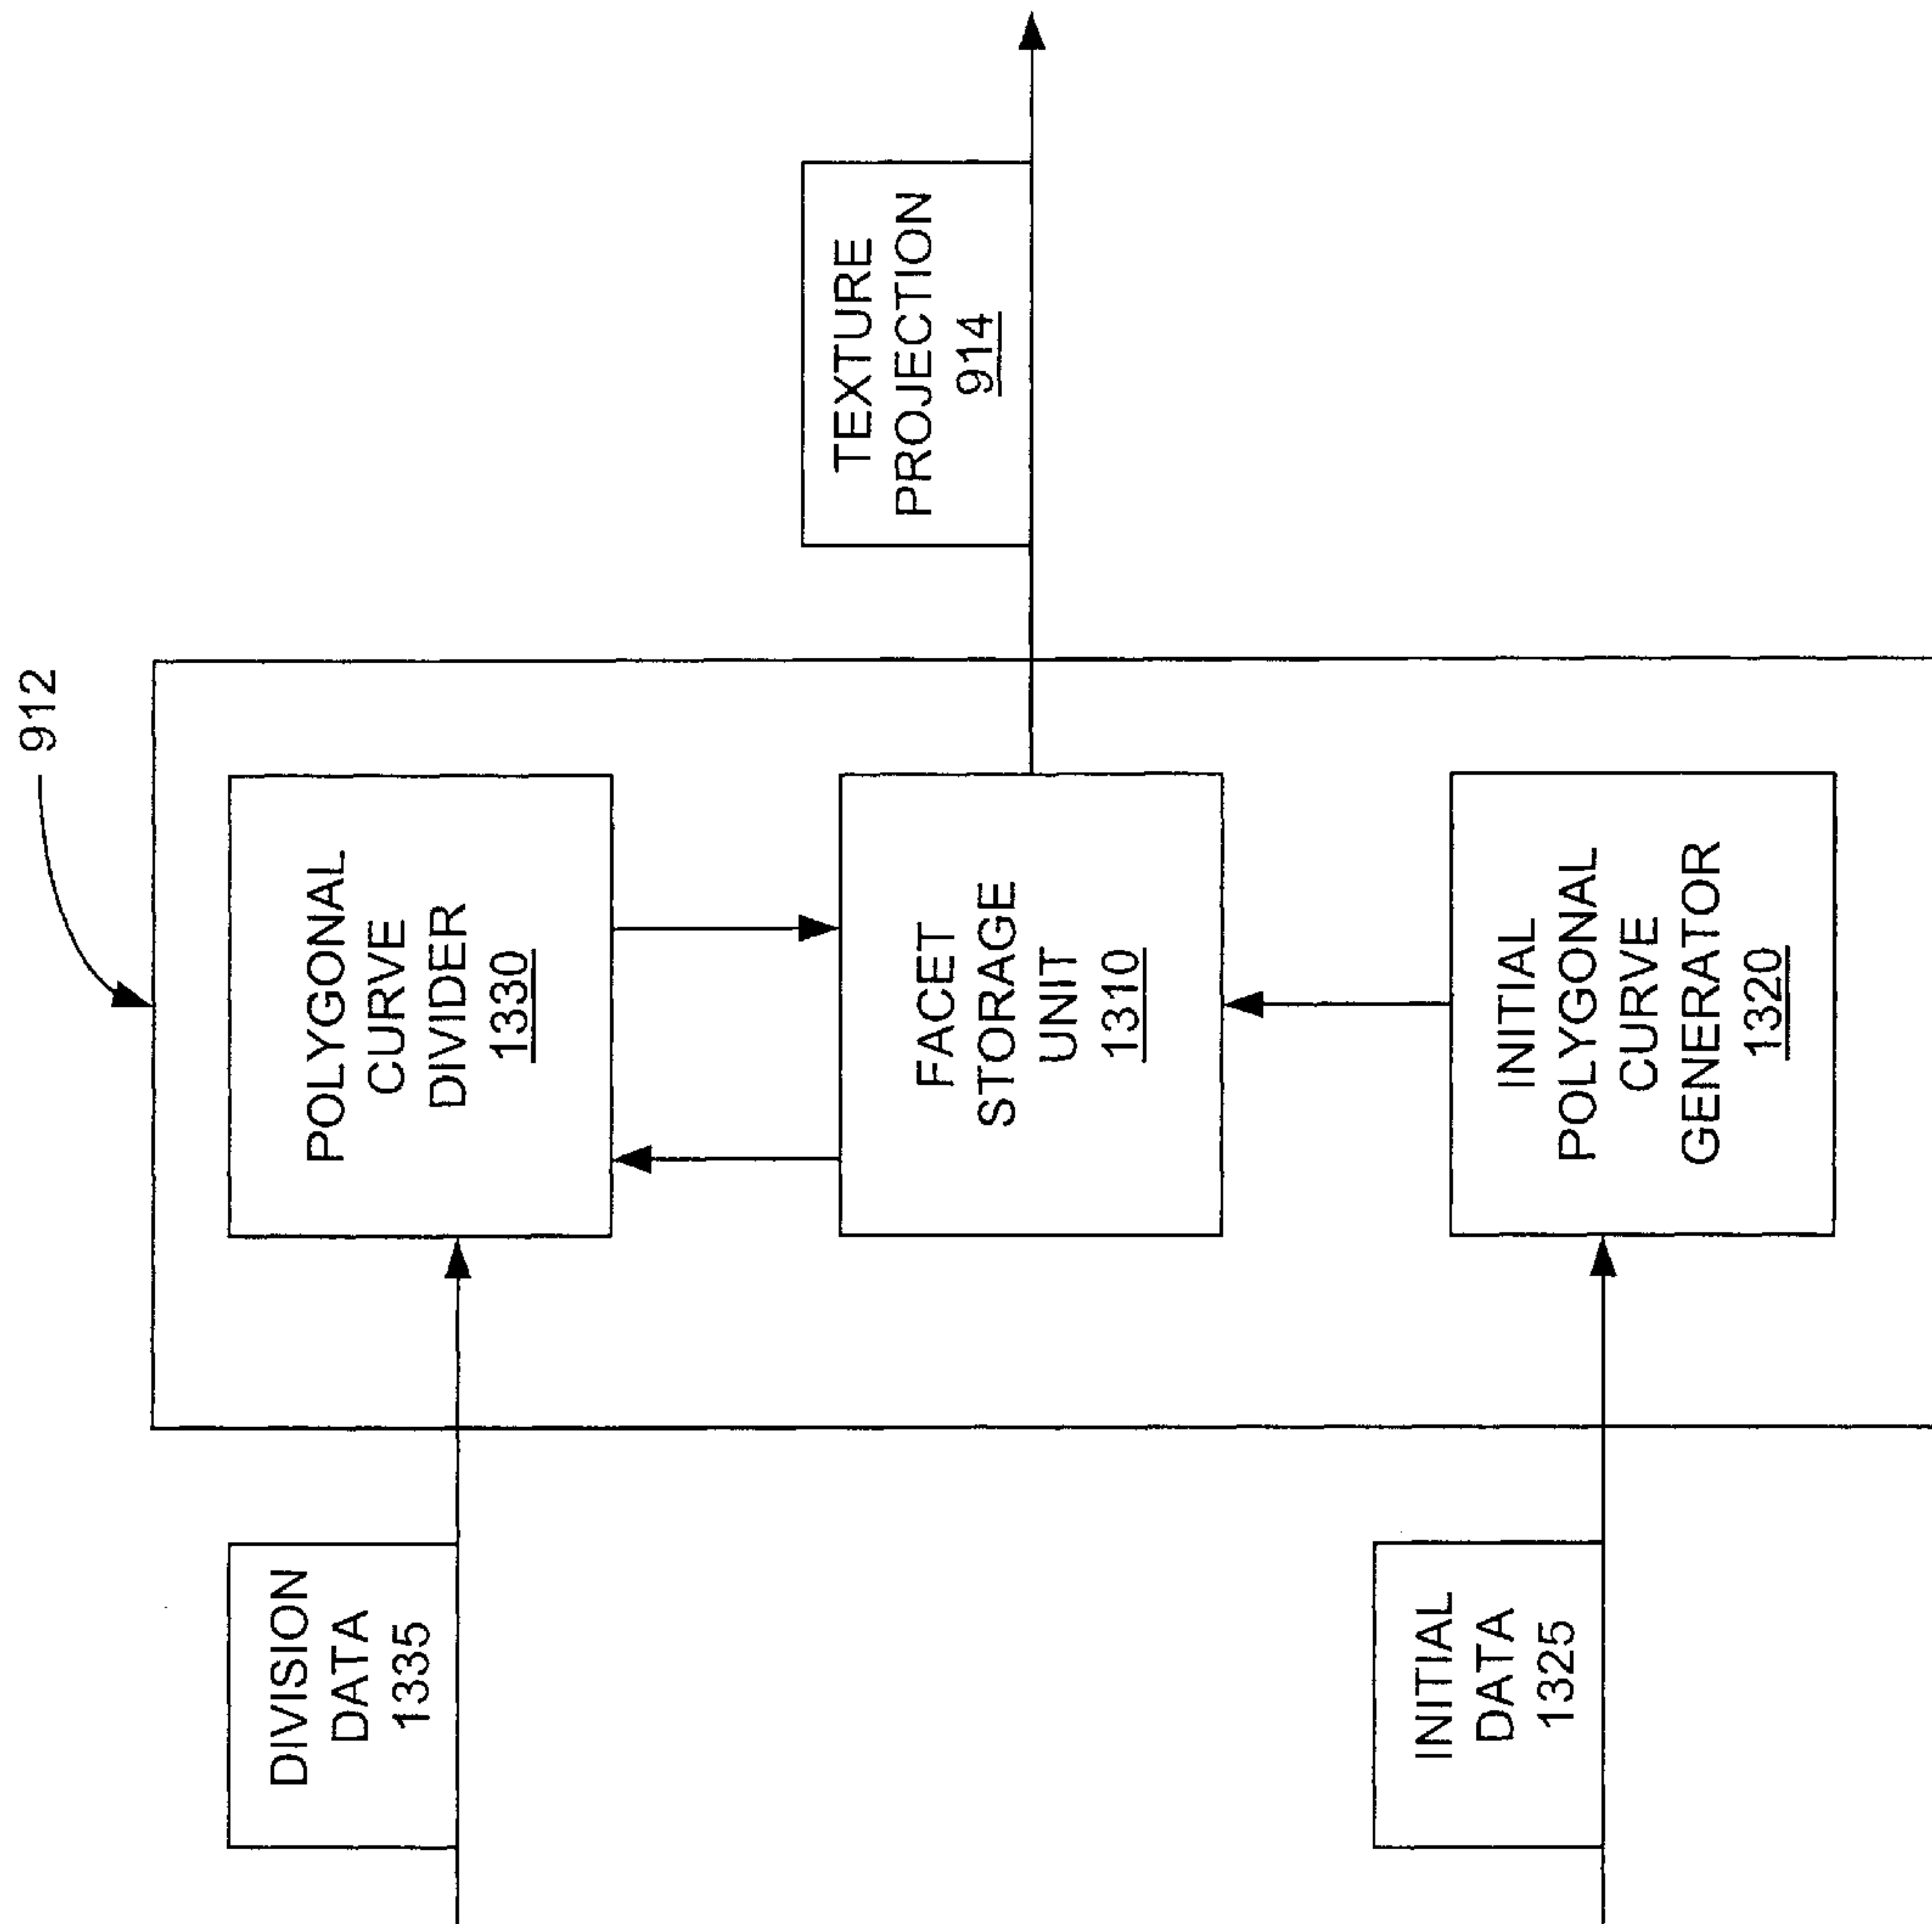 912
POLYGONAL
CURVE
DIVIDER
1330
FACET
STORAGE
UNIT
1310
INITIAL
POLYGONAL
CURVE
GENERATOR
1320
DIVISION
DATA
1335
INITIAL
DATA
1325
TEXTURE
PROJECTION
914